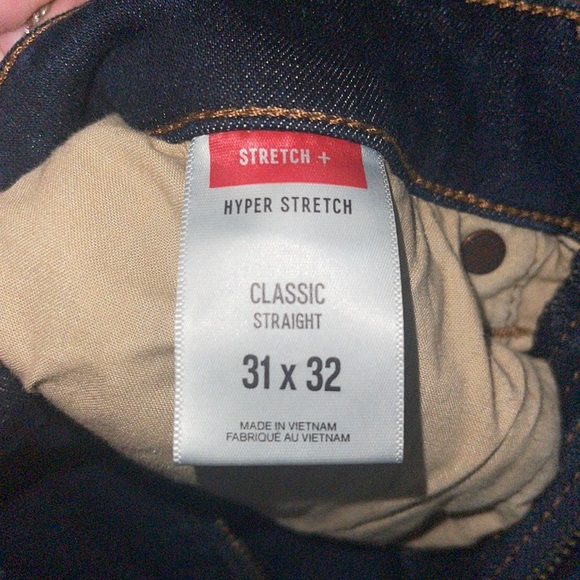 STRETCH +
HYPER STRETCH
CLASSIC
STRAIGHT
31 x 32
MADE IN VIETNAM
FABRIQUÉ AU VIETNAM